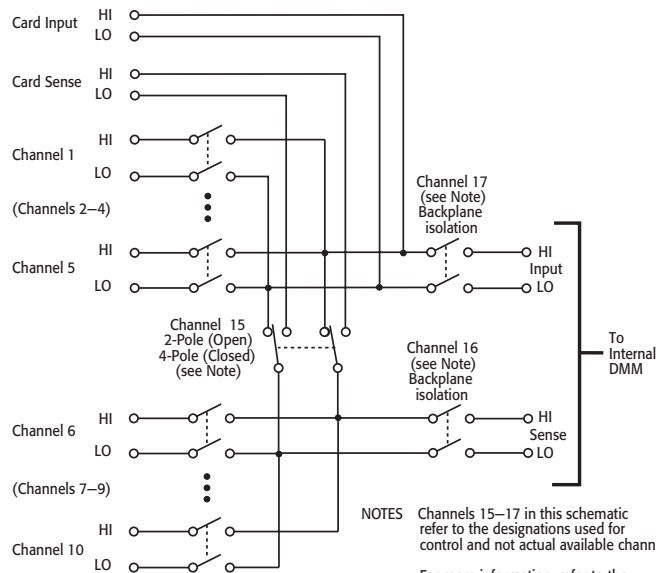 Card Input
HI
LO
Card Sense
HI
LO
Channel 1
HI
LO
(Channels 2–4)
Channel 5
HI
LO
Channel 17
(see Note)
Backplane
isolation
HI
Input
LO
Channel 15
2-Pole (Open)
4-Pole (Closed)
(see Note)
Channel 16
(see Note)
Backplane
isolation
To
Internal
DMM
Channel 6
HI
LO
HI
Sense
LO
(Channels 7–9)
Channel 10
HI
LO
NOTES Channels 15–17 in this schematic
refer to the designations used for
control and not actual available